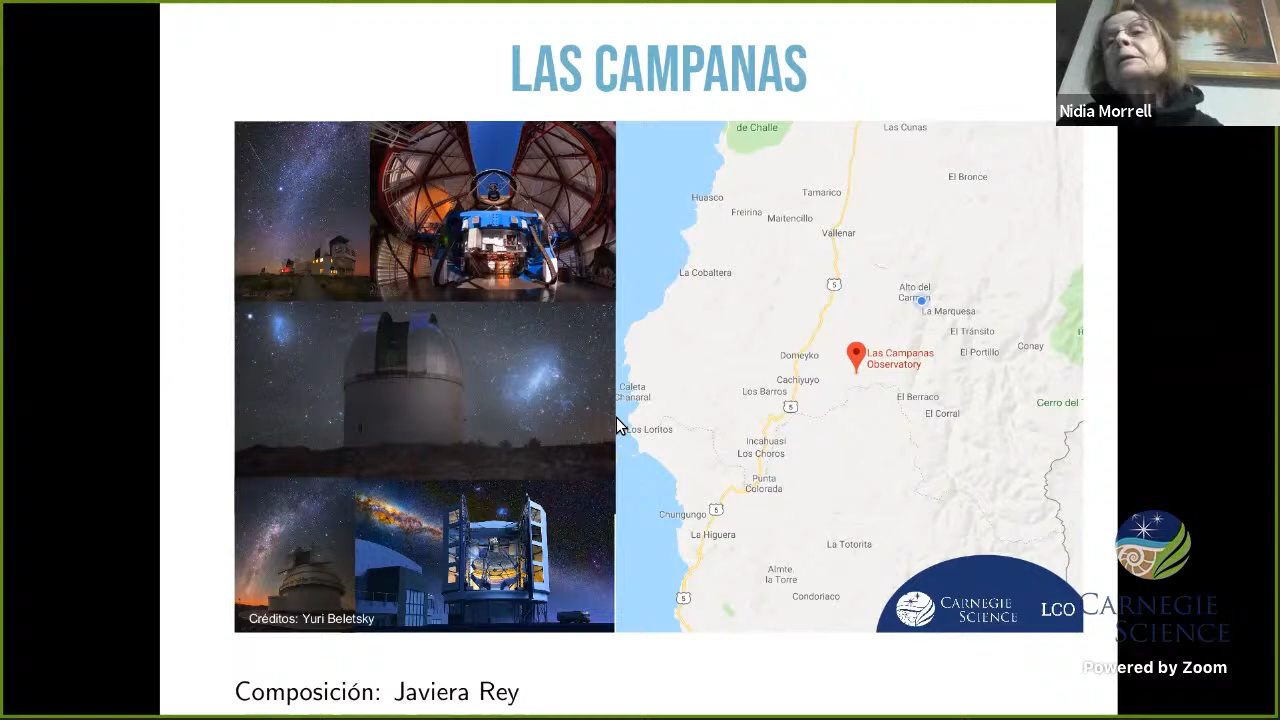 LAS CAMPANAS
Nidia Morrell
de Challe
Las Cunas
El Bronce
Huasco
Tamarico
Freirina
Maitencillo
Vallenar
La Cobaltera
5
Alto del
Carmen
La Marquesa
El Tránsito
Conay
El Portillo
Domeyko
Las Campanas
Observatory
Cachiyuyo
Caleta
Chanaral
Los Barros
El Berraco
Cerro del
5
El Corral
Los Loritos
Incahuasi
Los Choros
Punta
Colorada
Chungungo
5
La Higuera
La Totorita
Almte.
la Torre
Condoriaco
5
CARNEGIE
SCIENCE
LCO
CARNEGIE
SCIENCE
Créditos: Yuri Beletsky
Powered by Zoom
Composición: Javiera Rey